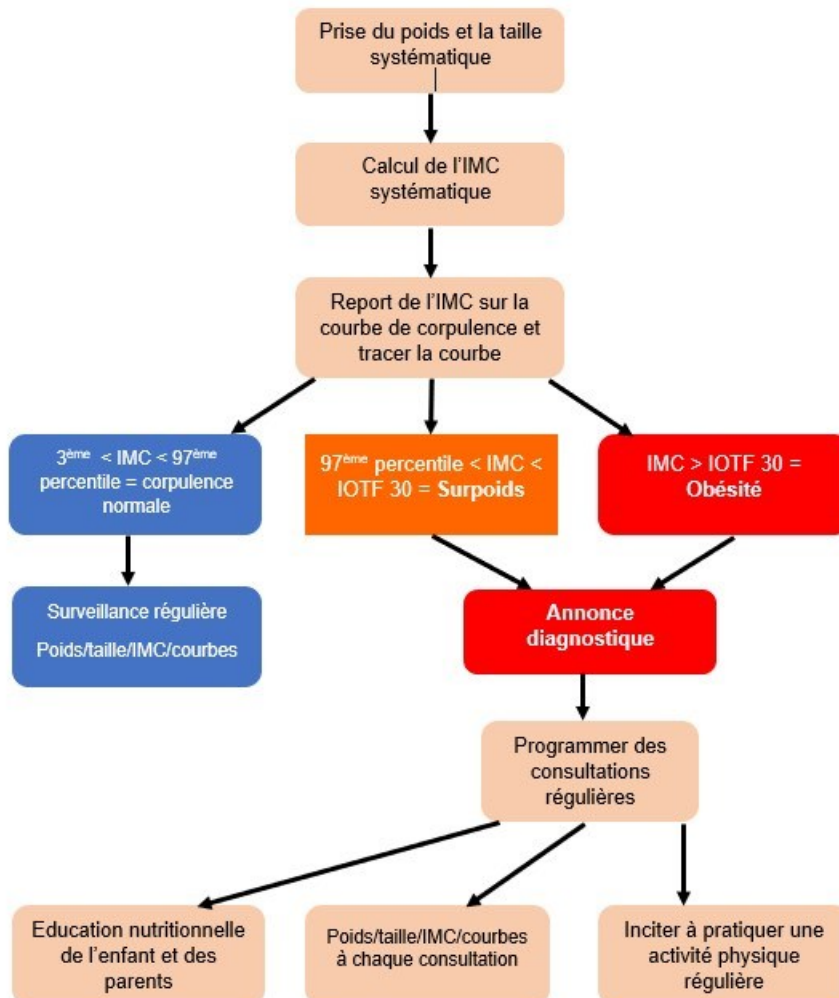 Prise du poids et la taille
systématique
Calcul de l'IMC
systématique
Report de l'IMC sur la
courbe de corpulence et
tracer la courbe
3ème < IMC < 97ème
percentile = corpulence
normale
97ème percentile < IMC <
IOTF 30 = Surpoids
IMC > IOTF 30 =
Obésité
Surveillance régulière
Poids/taille/IMC/courbes
Annonce
diagnostique
Programmer des
consultations
régulières
Education nutritionnelle
de l'enfant et des
parents
Poids/taille/IMC/courbes
à chaque consultation
Inciter à pratiquer une
activité physique
régulière